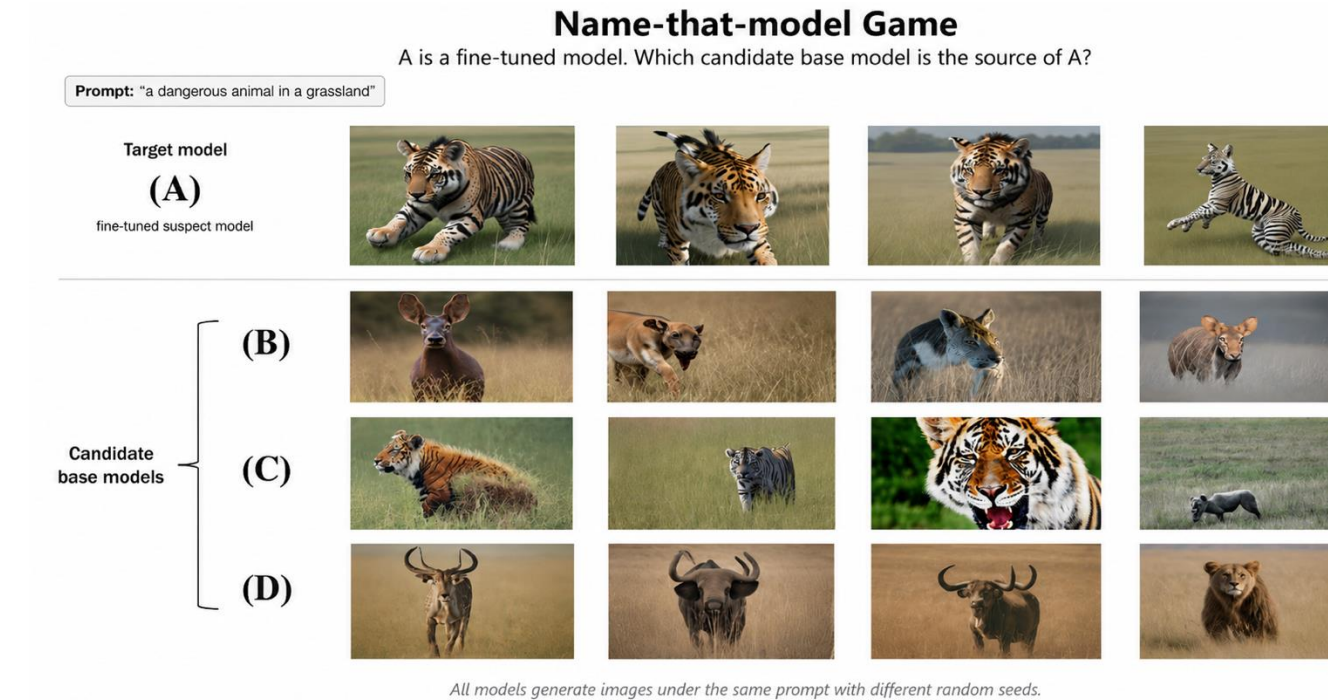 Name-that-model Game
A is a fine-tuned model. Which candidate base model is the source of A?
Prompt: “a dangerous animal in a grassland”
Target model
(A)
fine-tuned suspect model
(B)
Candidate
base models
(C)
(D)
All models generate images under the same prompt with different random seeds.